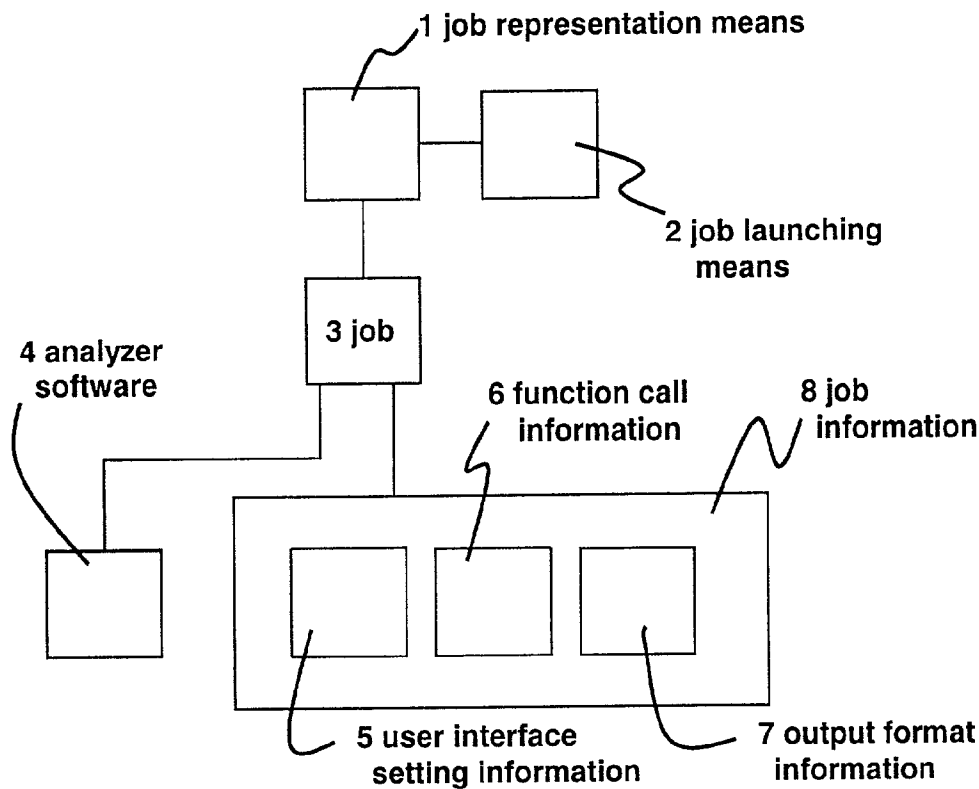 1 job representation means
2 job launching
means
3 job
4 analyzer
software
6 function call
information
8 job
information
5 user interface
setting information
7 output format
information